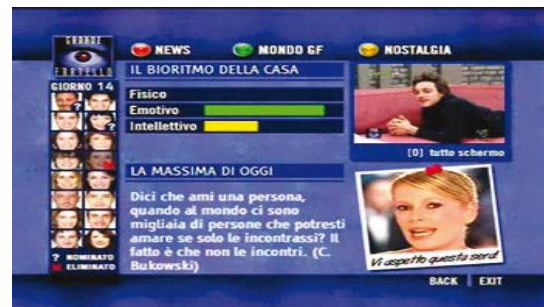 GRANDE
FRATELLO
NEWS
MONDO GF
NOSTALGIA
GIORNO 14
IL BIORITMO DELLA CASA
Fisico
Emotivo
Intellettivo
[0] tutto schermo
LA MASSIMA DI OGGI
Dici che ami una persona,
quando al mondo ci sono
migliaia di persone che potresti
amare se solo le incontrassi? Il
fatto è che non le incontri. (C.
Bukowski)
Vi aspetto questa sera!
? NOMINATO
ELIMINATO
BACK
EXIT